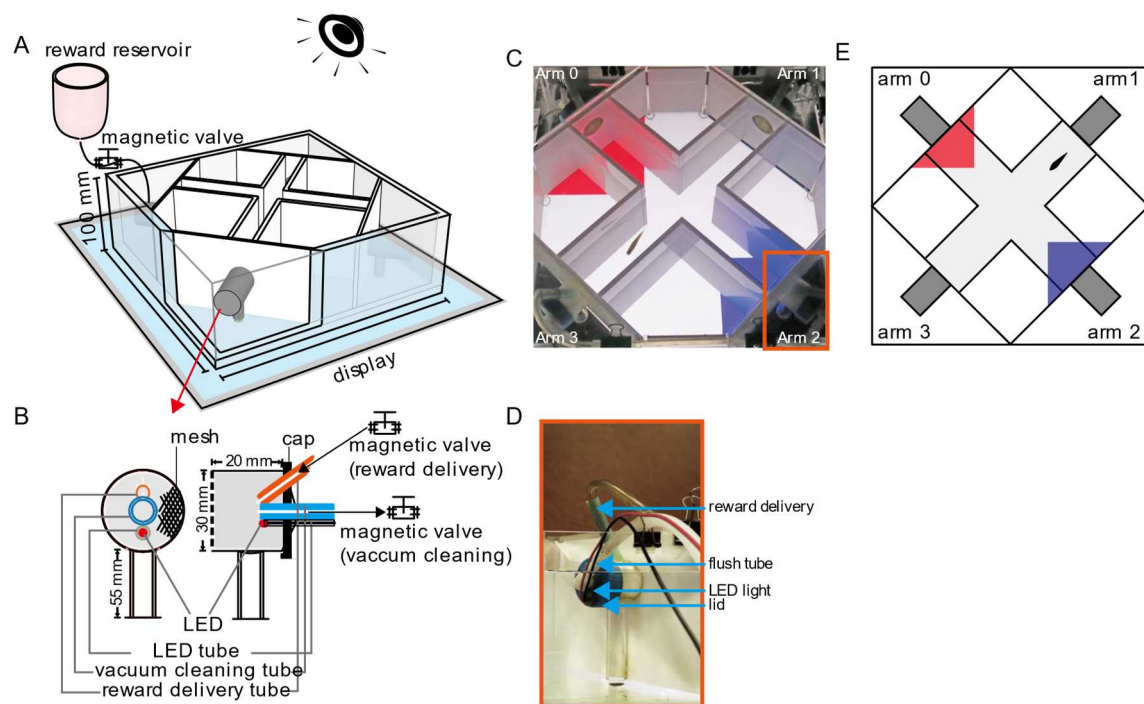 A
reward reservoir
magnetic valve
100 mm
display
B
mesh
20 mm
cap
30 mm
55 mm
magnetic valve
(reward delivery)
magnetic valve
(vaccum cleaning)
LED
LED tube
vacuum cleaning tube
reward delivery tube
C
Arm 0
Arm 1
Arm 3
Arm 2
D
reward delivery
flush tube
LED light
lid
E
arm 0
arm1
arm 3
arm 2